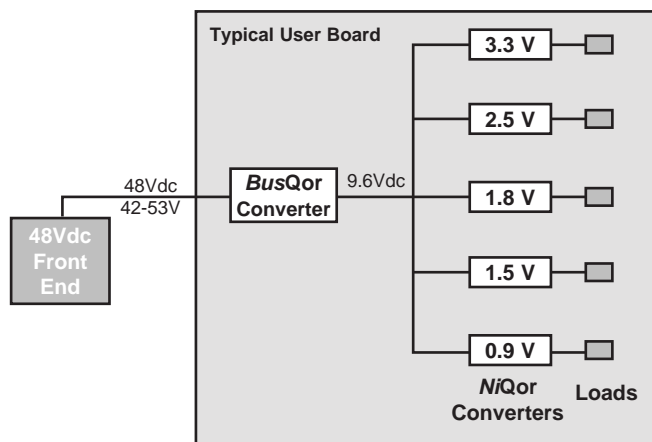 Typical User Board
3.3 V
2.5 V
48Vdc
42-53V
BusQor
Converter
9.6Vdc
1.8 V
48Vdc
Front
End
1.5 V
0.9 V
NiQor
Converters
Loads